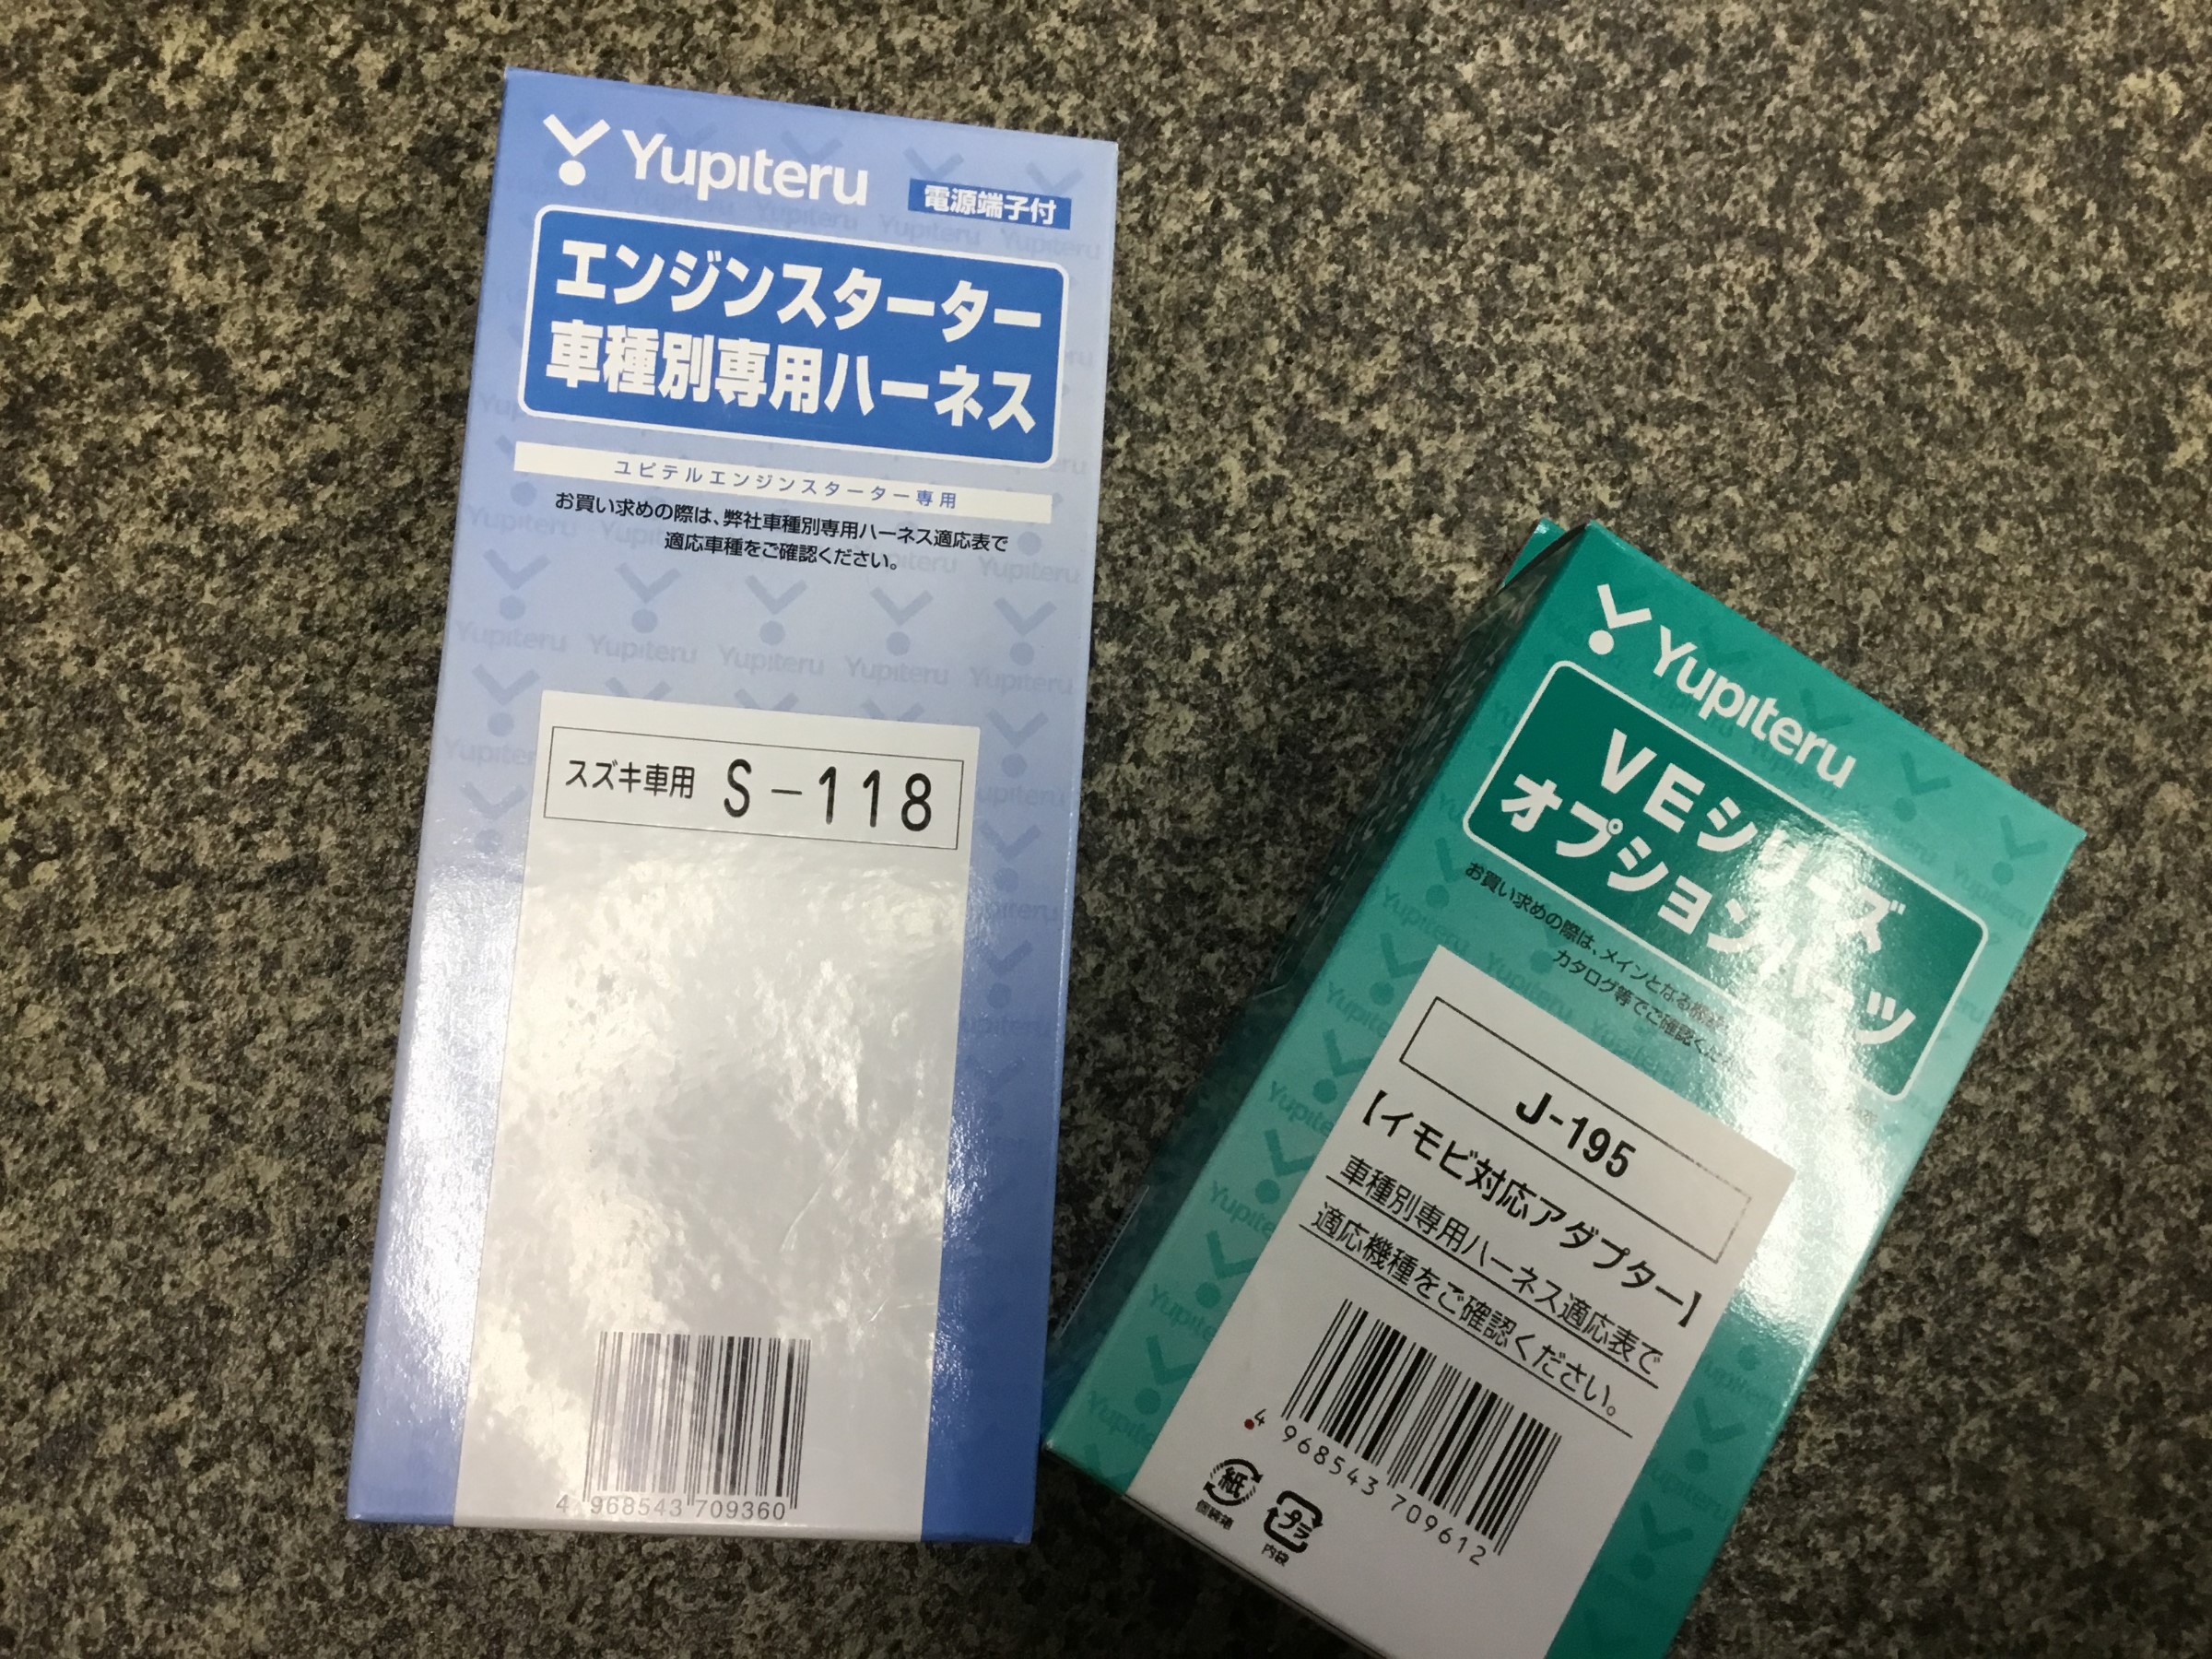 Yupiteru
電源端子付
エンジンスターター
車種別専用ハーネス
ユピテルエンジンスターター専用
お買い求めの際は、弊社車種別専用ハーネス適応表で
適応車種をご確認ください。
スズキ車用 S-118
4 968543 709360
Yupiteru
VEシリーズ
オプションパーツ
お買い求めの際は、メインとなる機種
カタログ等でご確認くだ
J-195
【イモビ対応アダプター】
車種別専用ハーネス適応表で
適応機種をご確認ください。
4 968543 709612
紙
個装箱
プラ
内袋